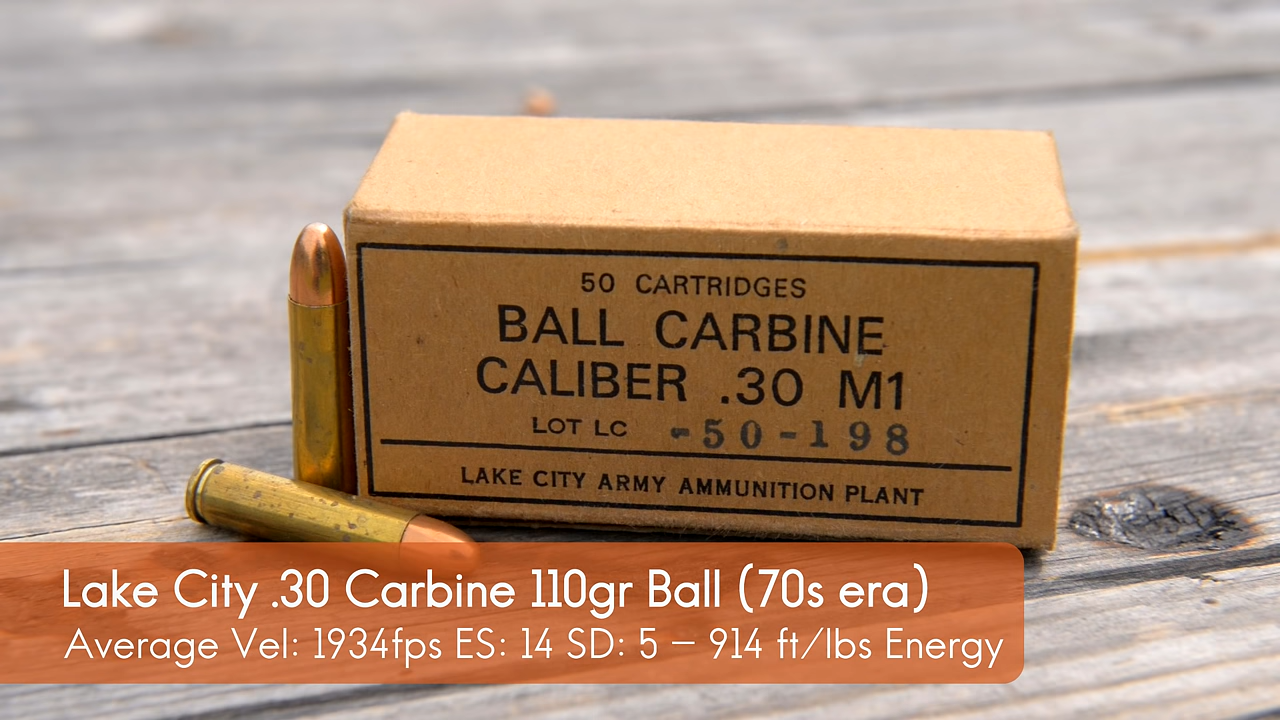 50 CARTRIDGES
BALL CARBINE
CALIBER .30 M1
LOT LC -50-198
LAKE CITY ARMY AMMUNITION PLANT
Lake City .30 Carbine 110gr Ball (70s era)
Average Vel: 1934fps ES: 14 SD: 5 – 914 ft/lbs Energy